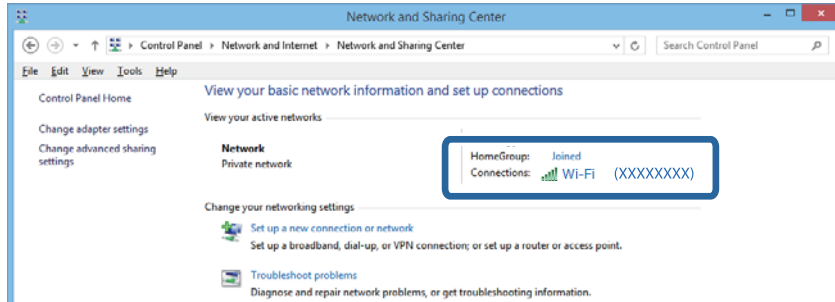 Network and Sharing Center
Control Panel Network and Internet Network and Sharing Center Search Control Panel
File Edit View Tools Help
Control Panel Home
Change adapter settings
Change advanced sharing
settings
View your basic network information and set up connections
View your active networks
Network
Private network
HomeGroup: Joined
Connections: Wi-Fi (XXXXXXXX)
Change your networking settings
Set up a new connection or network
Set up a broadband, dial-up, or VPN connection; or set up a router or access point.
Troubleshoot problems
Diagnose and repair network problems, or get troubleshooting information.